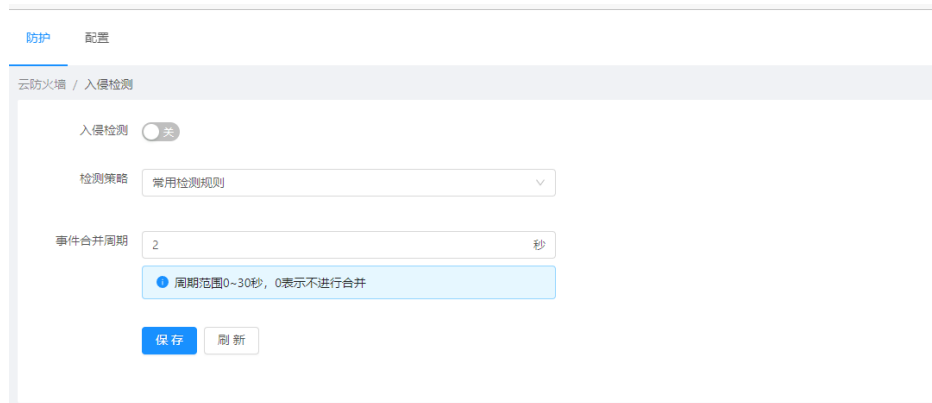 防护 配置
云防火墙 / 入侵检测
入侵检测 关
检测策略 常用检测规则
事件合并周期 2 秒
周期范围0~30秒，0表示不进行合并
保存 刷新